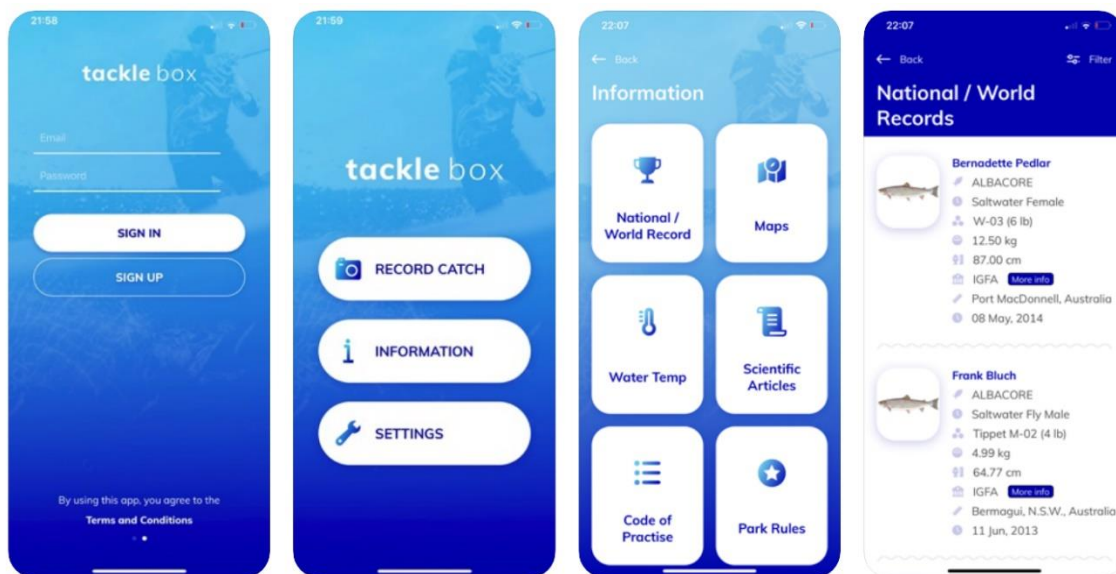 21:58
tackle box
Email
Password
SIGN IN
SIGN UP
By using this app, you agree to the
Terms and Conditions
21:59
tackle box
RECORD CATCH
INFORMATION
SETTINGS
22:07
Back
Information
National /
World Record
Maps
Water Temp
Scientific
Articles
Code of
Practise
Park Rules
22:07
Back
Filter
National / World
Records
Bernadette Pedlar
ALBACORE
Saltwater Female
W-03 (6 lb)
12.50 kg
87.00 cm
IGFA More info
Port MacDonnell, Australia
08 May, 2014
Frank Bluch
ALBACORE
Saltwater Fly Male
Tippet M-02 (4 lb)
4.99 kg
64.77 cm
IGFA More info
Bermagui, N.S.W., Australia
11 Jun, 2013